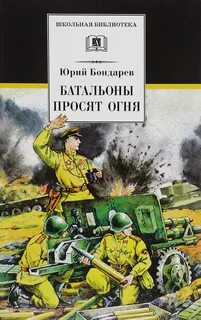 ШКОЛЬНАЯ БИБЛИОТЕКА
Юрий Бондарев
БАТАЛЬОНЫ
ПРОСЯТ ОГНЯ